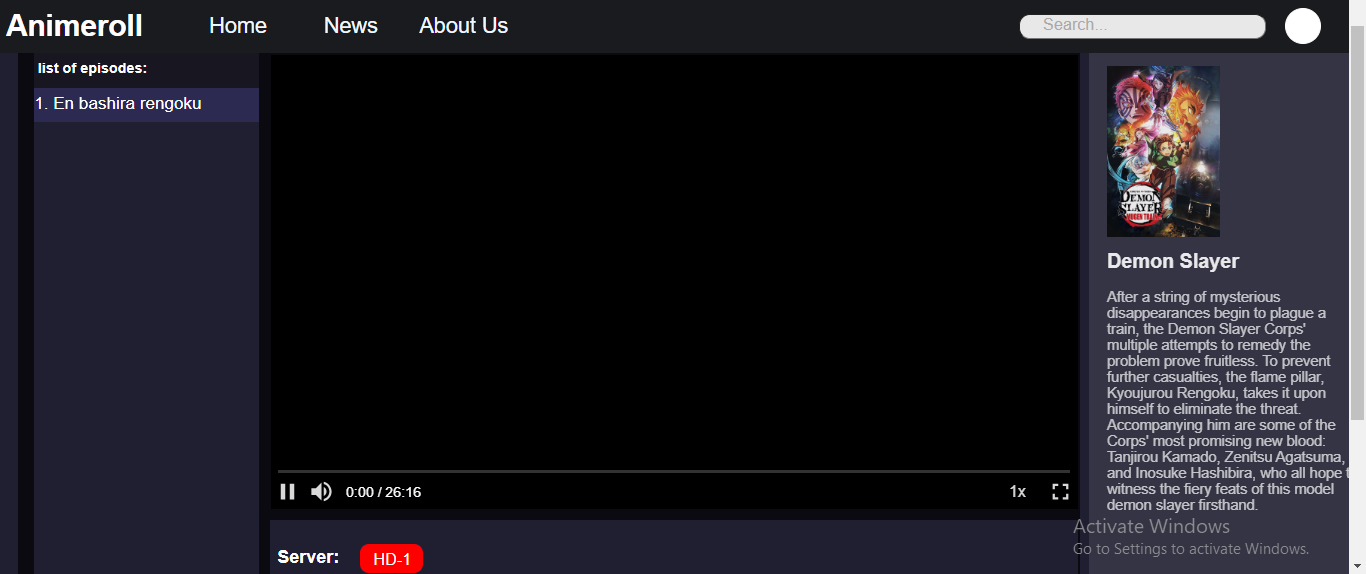 Animeroll
Home
News
About Us
Search...
list of episodes:
1. En bashira rengoku
0:00 / 26:16
1x
Server:
HD-1
DEMON
SLAYER
MUGEN TRAIN
Demon Slayer
After a string of mysterious
disappearances begin to plague a
train, the Demon Slayer Corps'
multiple attempts to remedy the
problem prove fruitless. To prevent
further casualties, the flame pillar,
Kyoujurou Rengoku, takes it upon
himself to eliminate the threat.
Accompanying him are some of the
Corps' most promising new blood:
Tanjirou Kamado, Zenitsu Agatsuma,
and Inosuke Hashibira, who all hope t
witness the fiery feats of this model
demon slayer firsthand.
Activate Windows
Go to Settings to activate Windows.